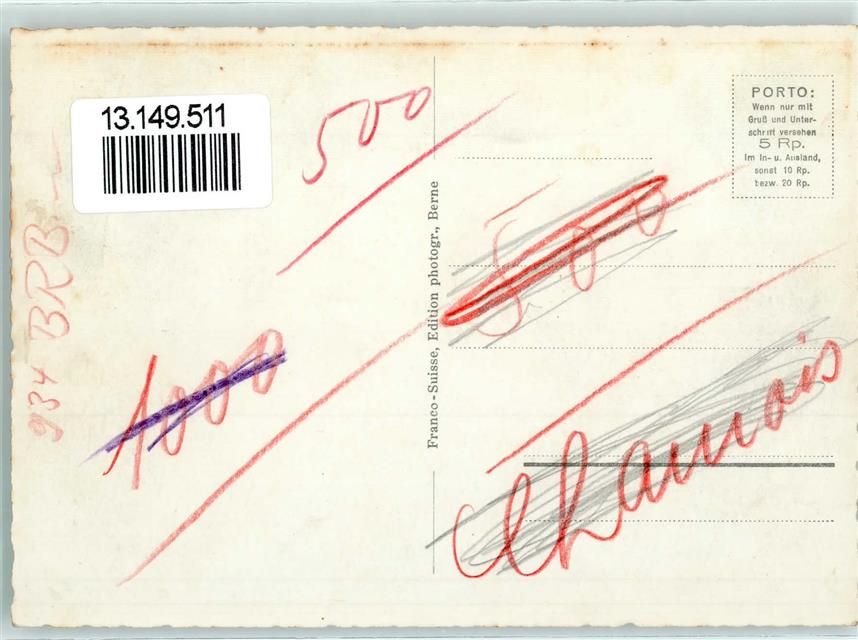 13.149.511
500
PORTO:
Wenn nur mit
Gruß und Unter-
schrift versehen
5 Rp.
Im In- u. Ausland,
sonst 10 Rp.
bezw. 20 Rp.
500
Franco-Suisse, Edition photogr., Berne
934 BRB
1000
Chamois